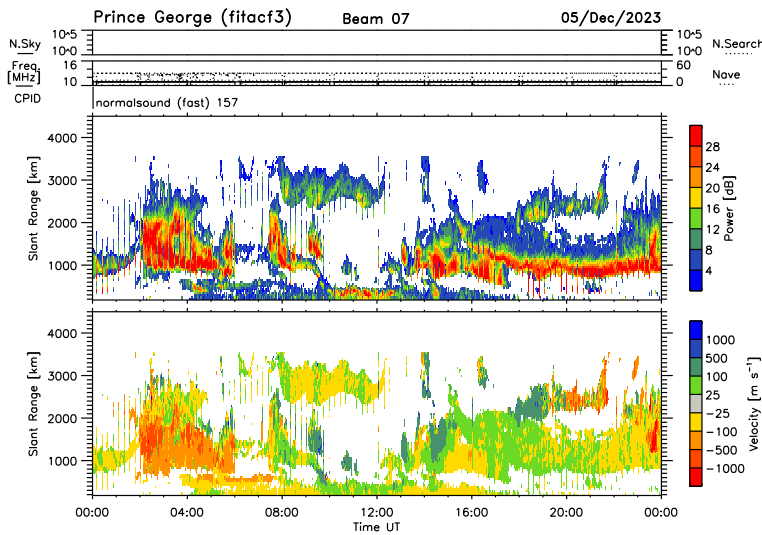 Prince George (fitacf3) Beam 07 05/Dec/2023
N.Sky 10^5 10^0 10^5 10^0 N.Search
Freq. [MHz] 16 10 60 0 Nave
CPID normalsound (fast) 157
Slant Range [km] 4000 3000 2000 1000
28 24 20 16 12 8 4 Power [dB]
Slant Range [km] 4000 3000 2000 1000
1000 500 100 25 -25 -100 -500 -1000 Velocity [m s^-1]
00:00 04:00 08:00 12:00 16:00 20:00 00:00
Time UT